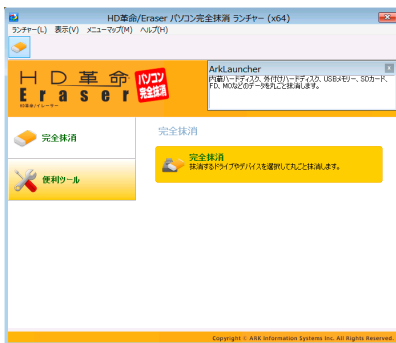 HD革命/Eraser パソコン完全抹消 ランチャー (x64)
ランチャー(L) 表示(V) メニューマップ(M) ヘルプ(H)
HD革命
Eraser
HD革命/イレーサー
パソコン
完全抹消
ArkLauncher
内蔵ハードディスク、外付けハードディスク、USBメモリー、SDカード、
FD、MOなどのデータを丸ごと抹消します。
完全抹消
便利ツール
完全抹消
完全抹消
抹消するドライブやデバイスを選択して丸ごと抹消します。
Copyright © ARK Information Systems Inc. All Rights Reserved.